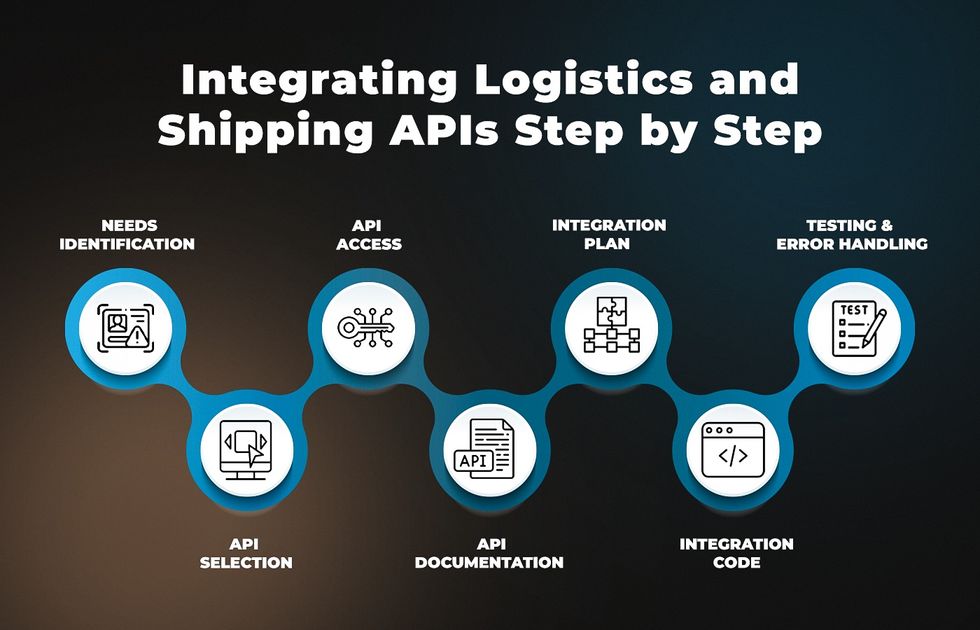 Integrating Logistics and
Shipping APIs Step by Step
NEEDS
IDENTIFICATION
API
SELECTION
API
ACCESS
API
API
DOCUMENTATION
INTEGRATION
PLAN
</>
INTEGRATION
CODE
TESTING &
ERROR HANDLING
TEST